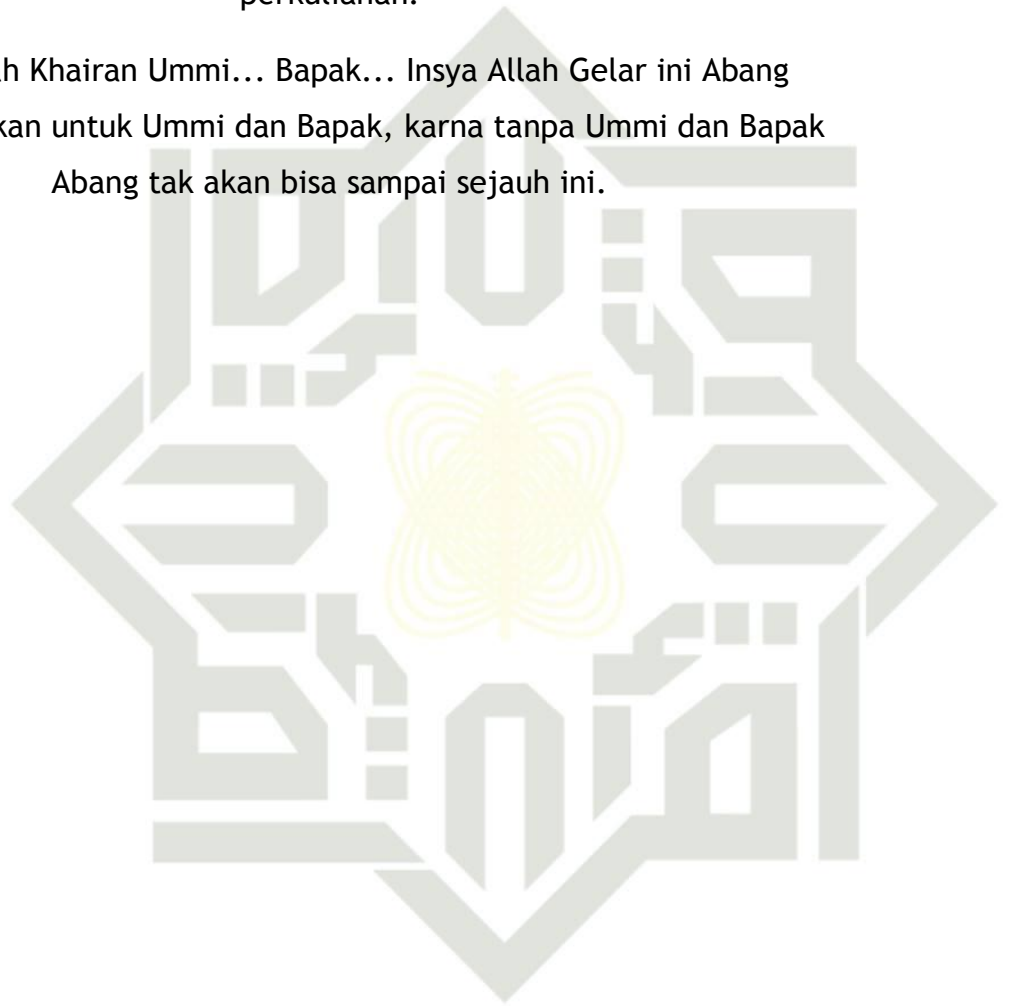 h Khairan Ummi... Bapak... Insya Allah Gelar ini Abang
kan untuk Ummi dan Bapak, karna tanpa Ummi dan Bapak
Abang tak akan bisa sampai sejauh ini.